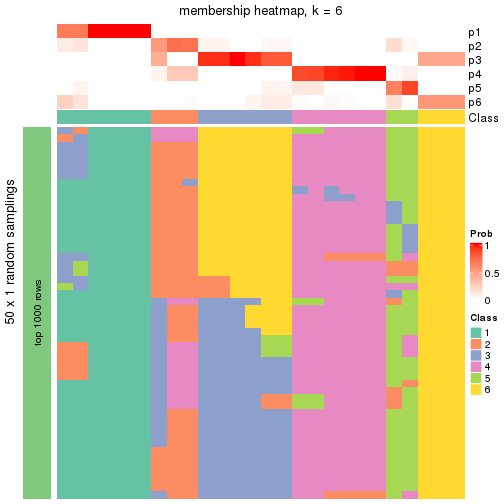 membership heatmap, k = 6
p1
p2
p3
p4
p5
p6
Class
50 x 1 random samplings
top 1000 rows
Prob
1
0.5
0
Class
1
2
3
4
5
6